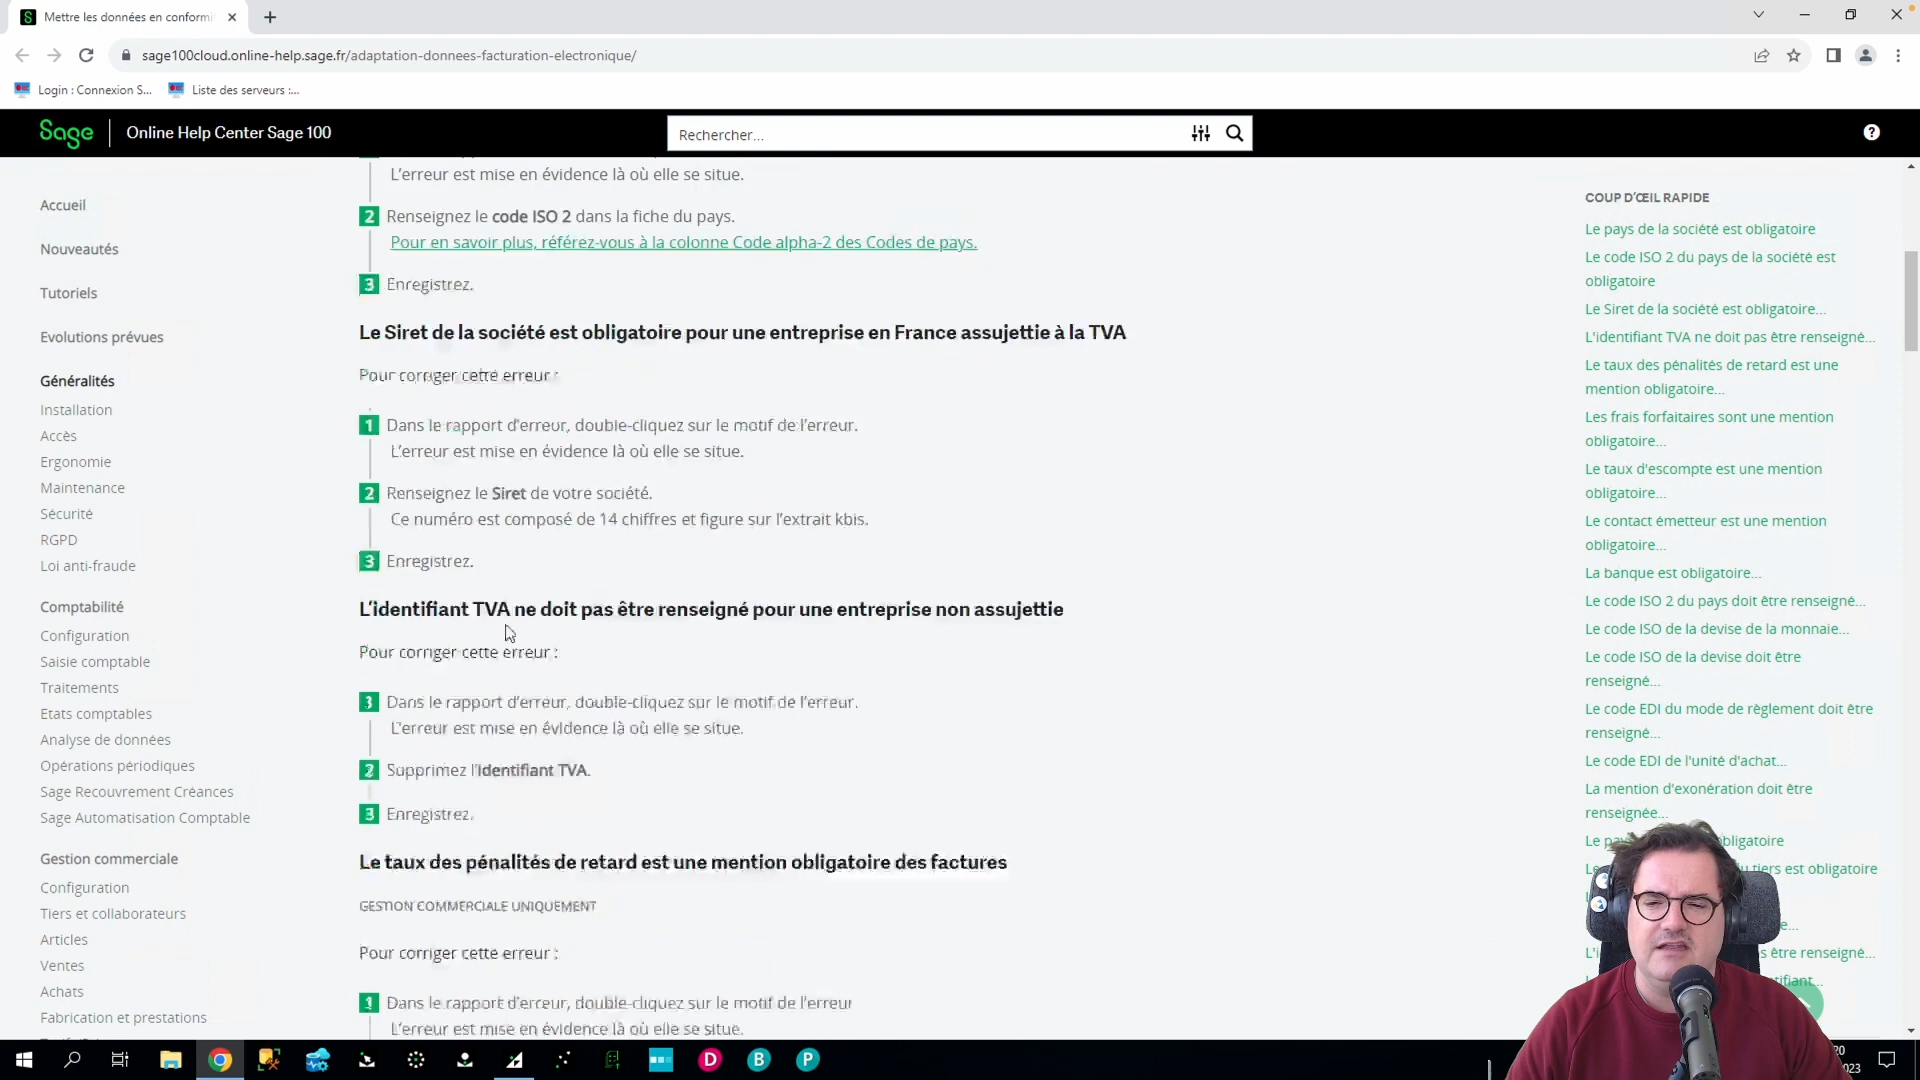 Mettre les données en conformi
sage100cloud.online-help.sage.fr/adaptation-donnees-facturation-electronique/
Login : Connexion S...
Liste des serveurs :...
Sage
Online Help Center Sage 100
Rechercher...
Accueil
Nouveautés
Tutoriels
Evolutions prévues
Généralités
Installation
Accès
Ergonomie
Maintenance
Sécurité
RGPD
Loi anti-fraude
Comptabilité
Configuration
Saisie comptable
Traitements
Etats comptables
Analyse de données
Opérations périodiques
Sage Recouvrement Créances
Sage Automatisation Comptable
Gestion commerciale
Configuration
Tiers et collaborateurs
Articles
Ventes
Achats
Fabrication et prestations
L'erreur est mise en évidence là où elle se situe.
2 Renseignez le code ISO 2 dans la fiche du pays.
Pour en savoir plus, référez-vous à la colonne Code alpha-2 des Codes de pays.
3 Enregistrez.
Le Siret de la société est obligatoire pour une entreprise en France assujettie à la TVA
Pour corriger cette erreur :
1 Dans le rapport d'erreur, double-cliquez sur le motif de l'erreur.
L'erreur est mise en évidence là où elle se situe.
2 Renseignez le Siret de votre société.
Ce numéro est composé de 14 chiffres et figure sur l'extrait kbis.
3 Enregistrez.
L'identifiant TVA ne doit pas être renseigné pour une entreprise non assujettie
Pour corriger cette erreur :
Dans le rapport d'erreur, double-cliquez sur le motif de l'erreur.
L'erreur est mise en évidence là où elle se situe.
2 Supprimez l'Identifiant TVA.
3 Enregistrez.
Le taux des pénalités de retard est une mention obligatoire des factures
GESTION COMMERCIALE UNIQUEMENT
Pour corriger cette erreur :
1 Dans le rapport d'erreur, double-cliquez sur le motif de l'erreur
L'erreur est mise en évidence là où elle se situe.
COUP D'ŒIL RAPIDE
Le pays de la société est obligatoire
Le code ISO 2 du pays de la société est
obligatoire
Le Siret de la société est obligatoire...
L'identifiant TVA ne doit pas être renseigné...
Le taux des pénalités de retard est une
mention obligatoire...
Les frais forfaitaires sont une mention
obligatoire...
Le taux d'escompte est une mention
obligatoire...
Le contact émetteur est une mention
obligatoire...
La banque est obligatoire...
Le code ISO 2 du pays doit être renseigné...
Le code ISO de la devise de la monnaie...
Le code ISO de la devise doit être
renseigné...
Le code EDI du mode de règlement doit être
renseigné...
Le code EDI de l'unité d'achat...
La mention d'exonération doit être
renseignée...
Le pay obligatoire
tiers est obligatoire
être renseigné...
D
B
P